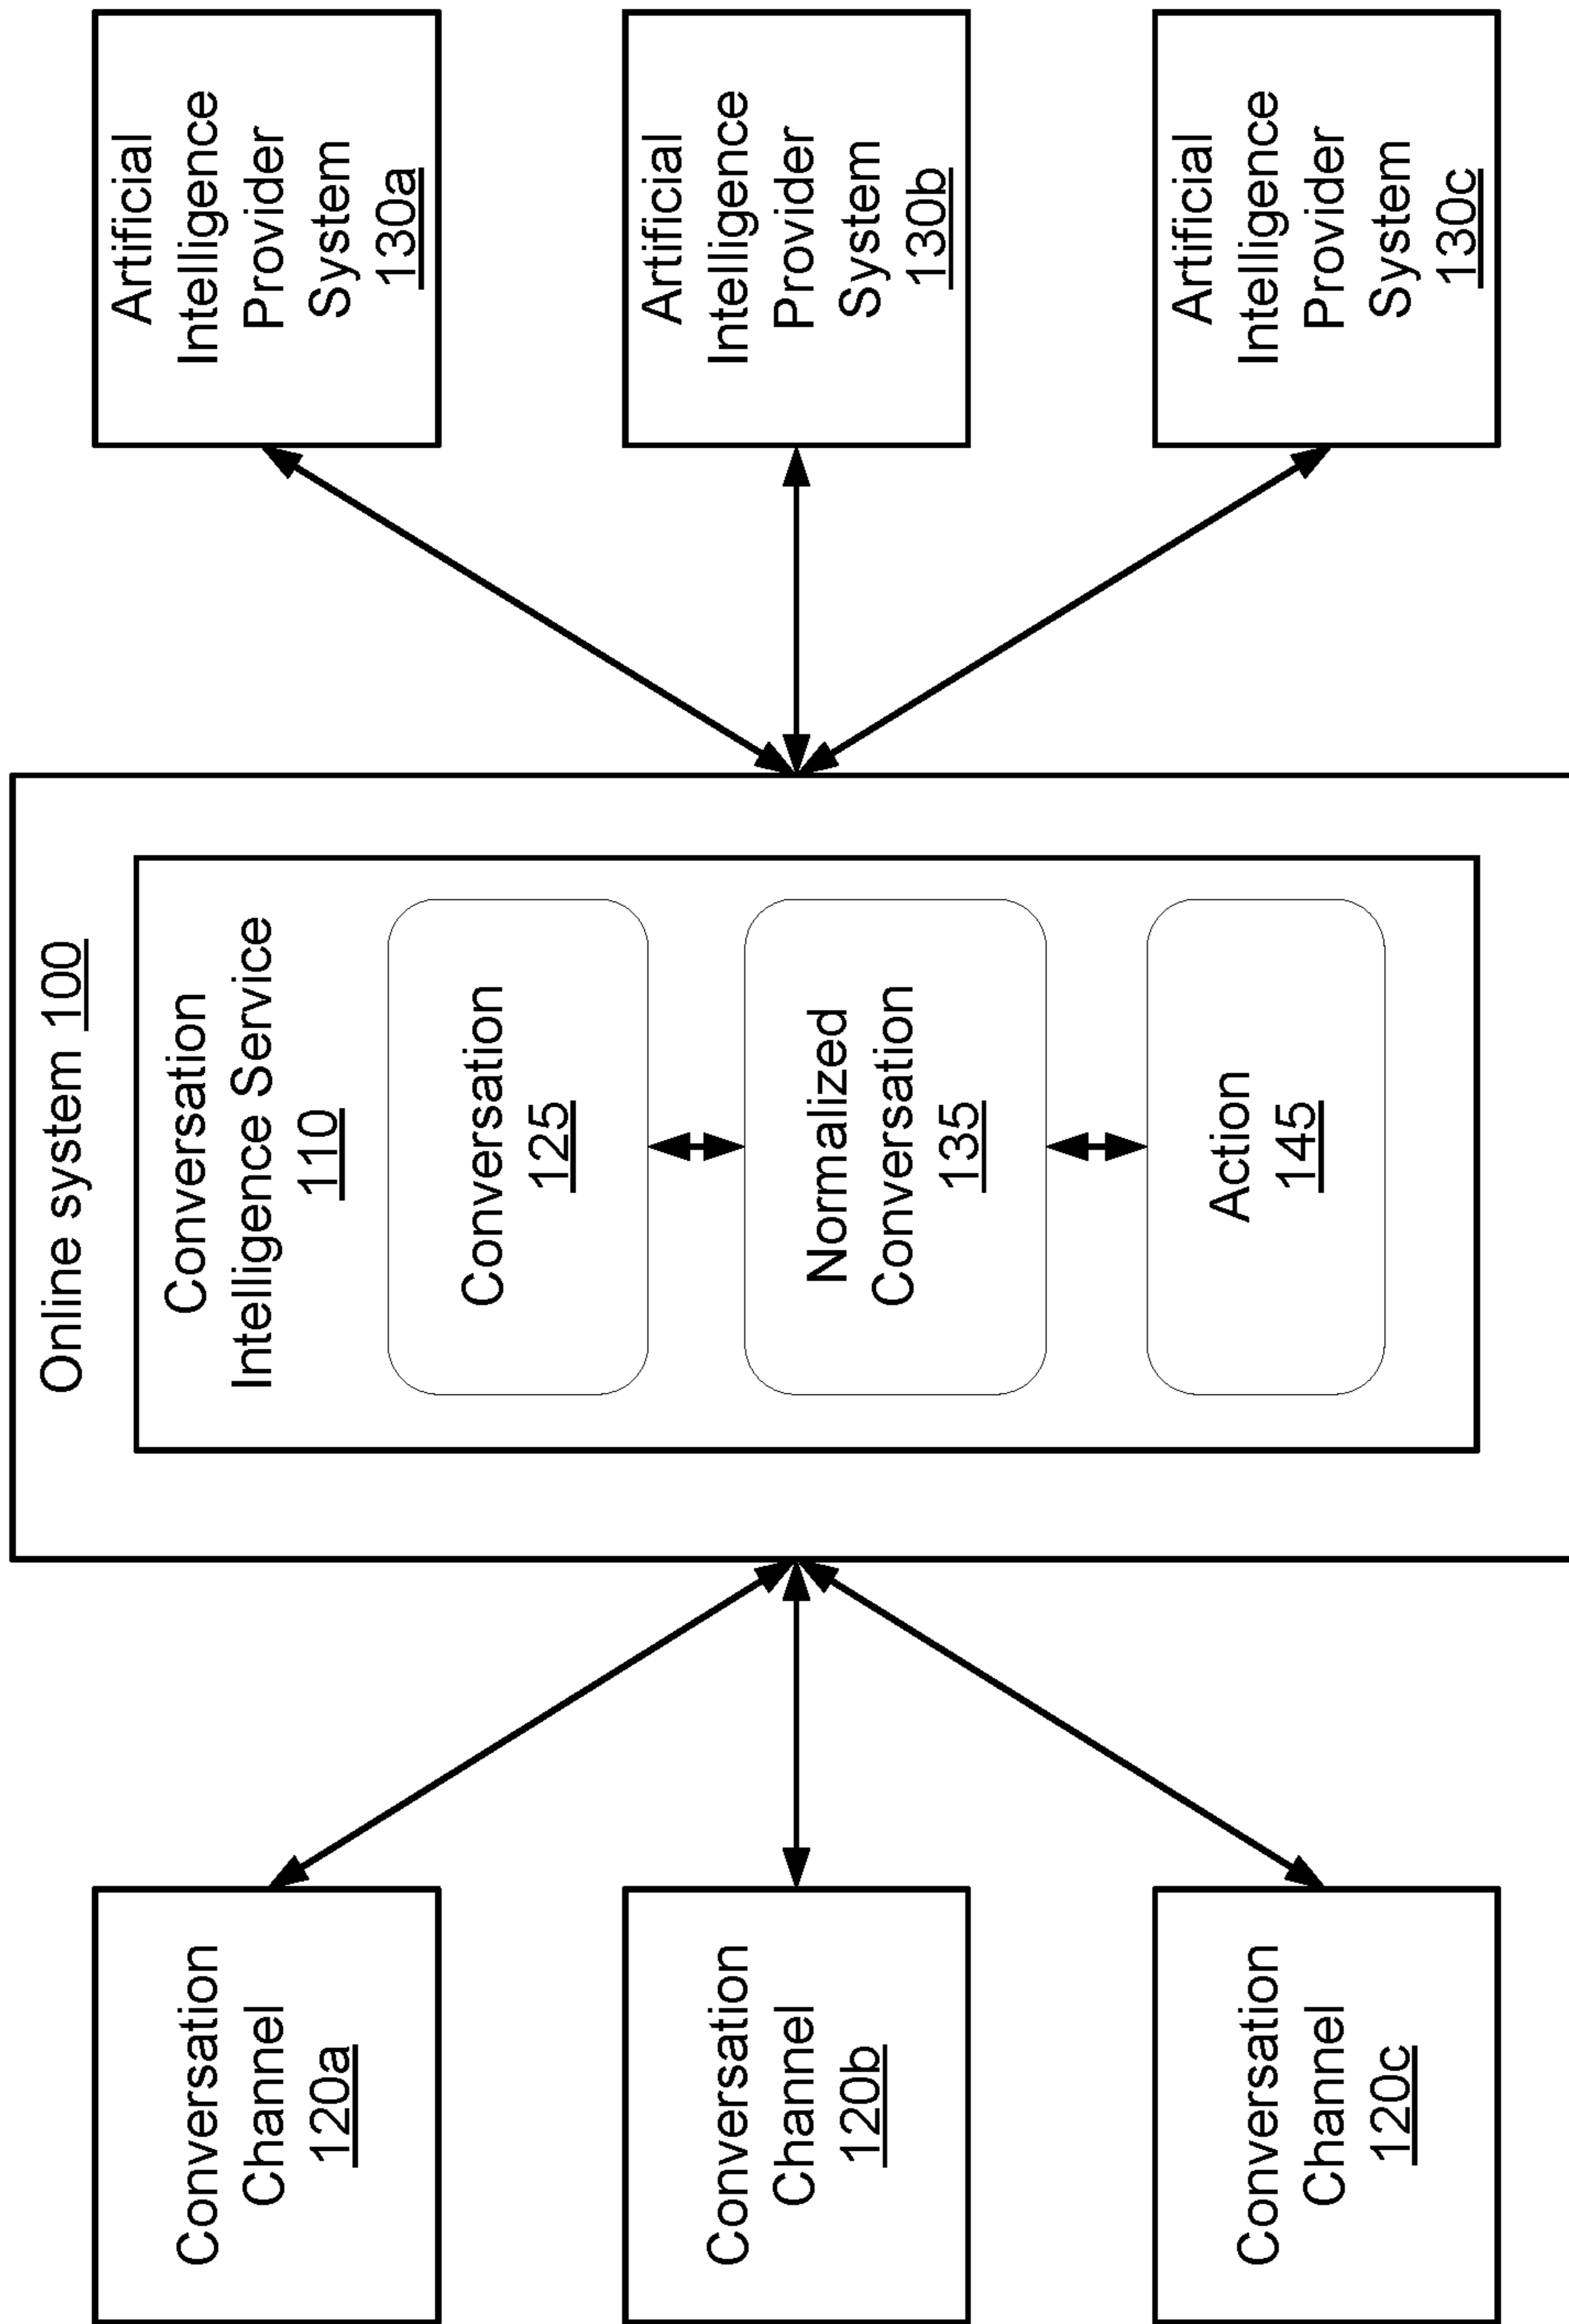 Online system 100
Conversation
Intelligence Service
110
Conversation
125
Normalized
Conversation
135
Action
145
Conversation
Channel
120a
Conversation
Channel
120b
Conversation
Channel
120c
Artificial
Intelligence
Provider
System
130a
Artificial
Intelligence
Provider
System
130b
Artificial
Intelligence
Provider
System
130c